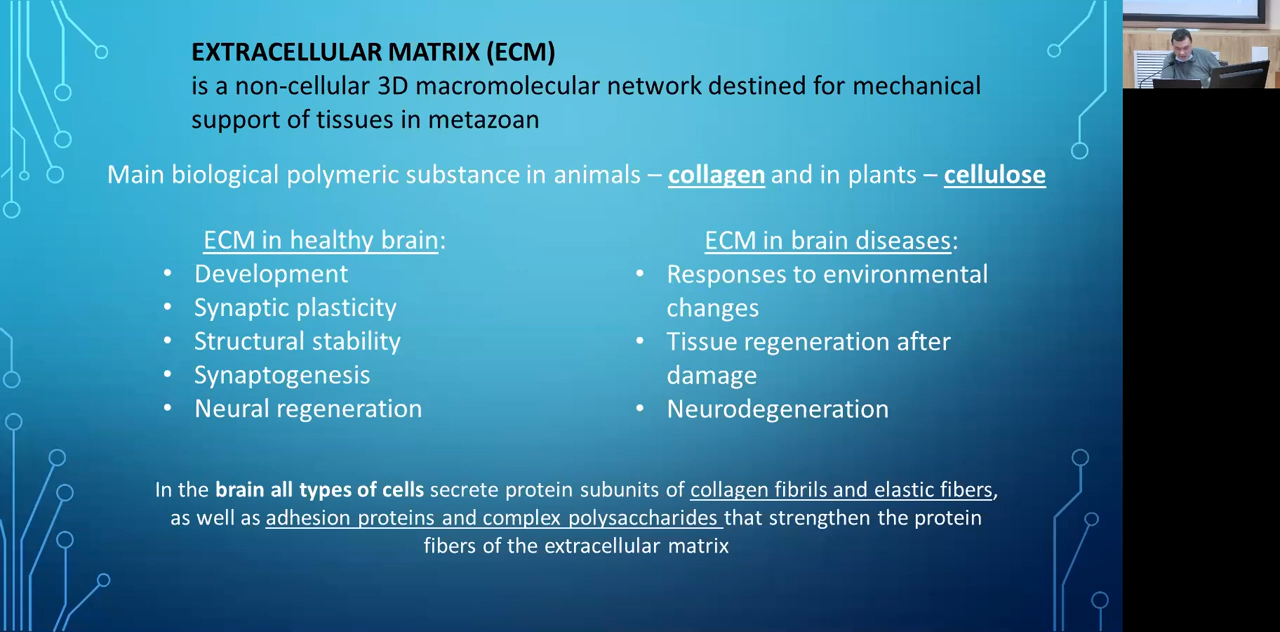 EXTRACELLULAR MATRIX (ECM)
is a non-cellular 3D macromolecular network destined for mechanical
support of tissues in metazoan
Main biological polymeric substance in animals – collagen and in plants – cellulose
ECM in healthy brain:
• Development
• Synaptic plasticity
• Structural stability
• Synaptogenesis
• Neural regeneration
ECM in brain diseases:
• Responses to environmental
changes
• Tissue regeneration after
damage
• Neurodegeneration
In the brain all types of cells secrete protein subunits of collagen fibrils and elastic fibers,
as well as adhesion proteins and complex polysaccharides that strengthen the protein
fibers of the extracellular matrix